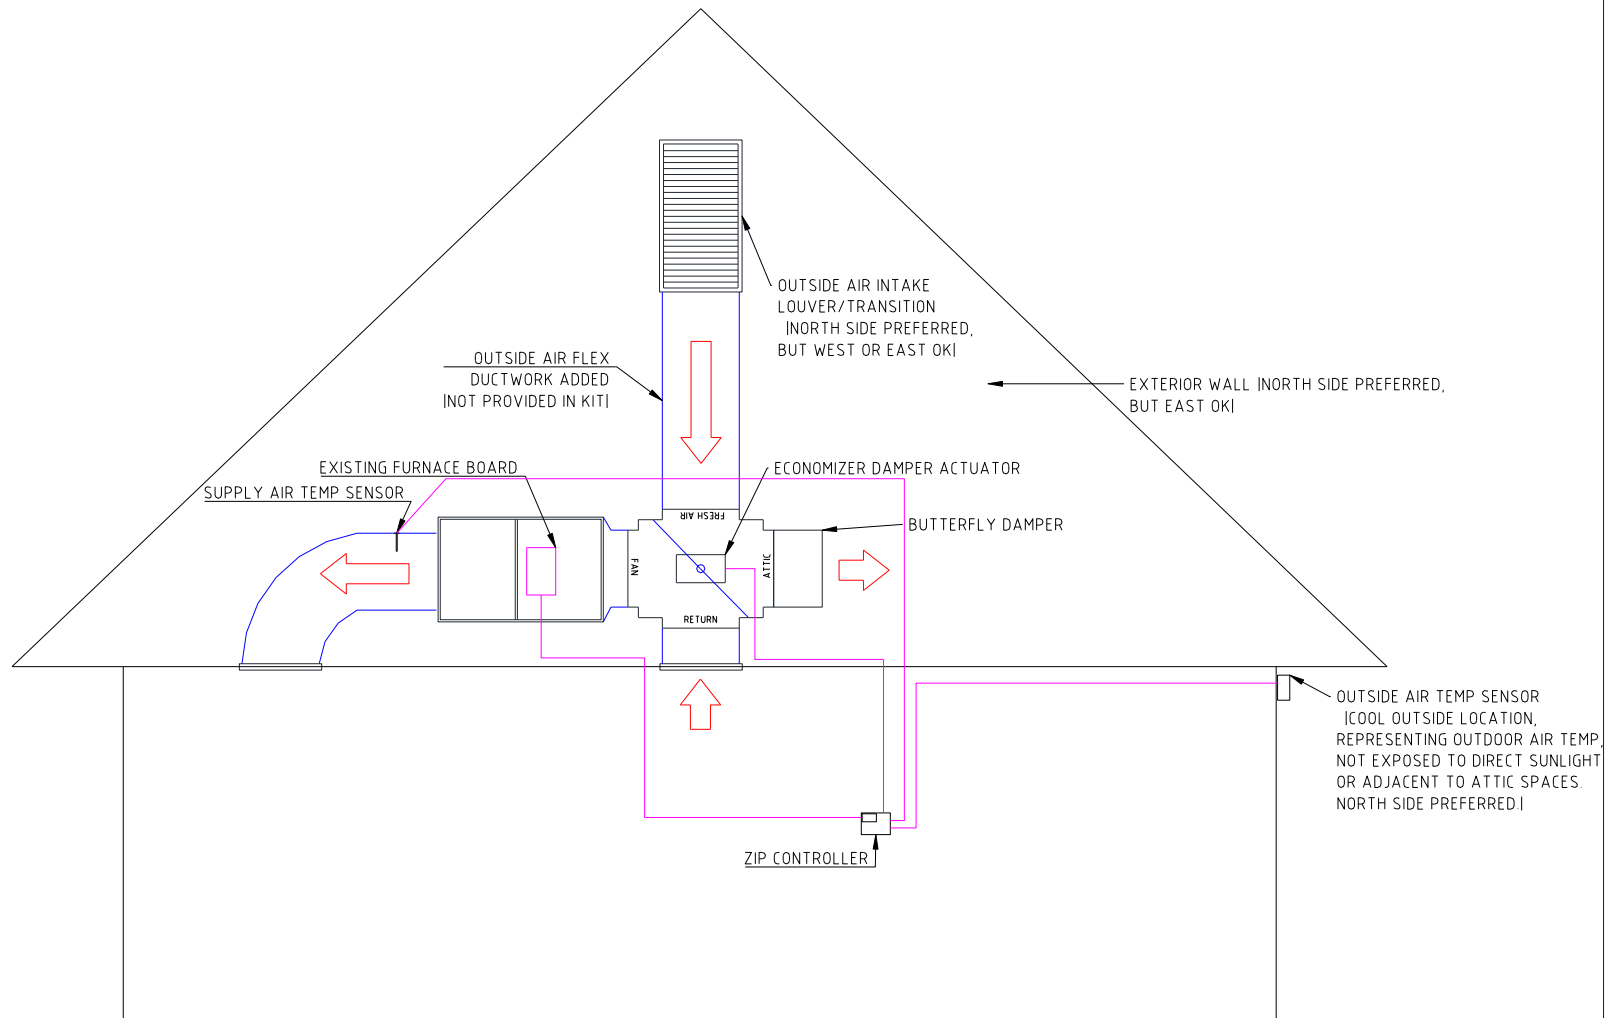 OUTSIDE AIR INTAKE
LOUVER/TRANSITION
|NORTH SIDE PREFERRED,
BUT WEST OR EAST OK|
OUTSIDE AIR FLEX
DUCTWORK ADDED
|NOT PROVIDED IN KIT|
EXTERIOR WALL |NORTH SIDE PREFERRED,
BUT EAST OK|
EXISTING FURNACE BOARD
ECONOMIZER DAMPER ACTUATOR
SUPPLY AIR TEMP SENSOR
FRESH AIR
BUTTERFLY DAMPER
FAN
ATTIC
RETURN
OUTSIDE AIR TEMP SENSOR
|COOL OUTSIDE LOCATION,
REPRESENTING OUTDOOR AIR TEMP,
NOT EXPOSED TO DIRECT SUNLIGHT
OR ADJACENT TO ATTIC SPACES.
NORTH SIDE PREFERRED.|
ZIP CONTROLLER